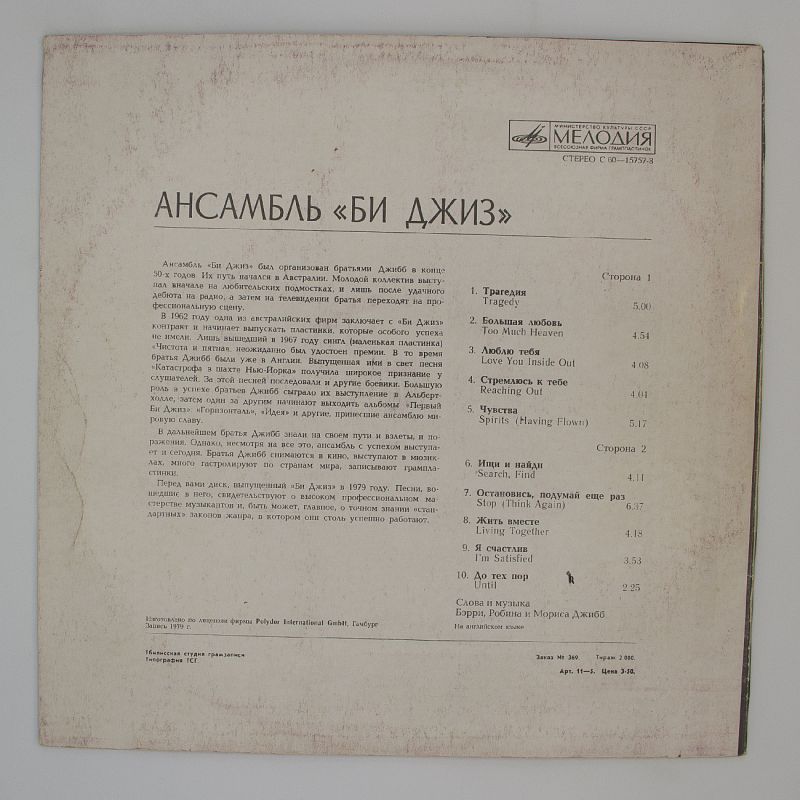 МИНИСТЕРСТВО КУЛЬТУРЫ СССР
МЕЛОДИЯ
ВСЕСОЮЗНАЯ ФИРМА ГРАМПЛАСТИНОК
СТЕРЕО С 60—15757-8
АНСАМБЛЬ «БИ ДЖИЗ»
Ансамбль «Би Джиз» был организован братьями Джибб в конце
50-х годов. Их путь начался в Австралии. Молодой коллектив высту-
пал вначале на любительских подмостках, и лишь после удачного
дебюта на радио, а затем на телевидении братья переходят на про-
фессиональную сцену.
В 1962 году одна из австралийских фирм заключает с «Би Джиз»
контракт и начинает выпускать пластинки, которые особого успеха
не имели. Лишь вышедший в 1967 году сингл (маленькая пластинка)
«Чистота и пятна» неожиданно был удостоен премии. В то время
братья Джибб были уже в Англии. Выпущенная ими в свет песня
«Катастрофа в шахте Нью-Йорка» получила широкое признание у
слушателей. За этой песней последовали и другие боевики. Большую
роль в успехе братьев Джибб сыграло их выступление в Альберт-
холле, затем один за другим начинают выходить альбомы «Первый
Би Джиз», «Горизонталь», «Идея» и другие, принесшие ансамблю ми-
ровую славу.
В дальнейшем братья Джибб знали на своем пути и взлеты, и по-
ражения. Однако, несмотря на все это, ансамбль с успехом выступа-
ет и сегодня. Братья Джибб снимаются в кино, выступают в мюзик-
лах, много гастролируют по странам мира, записывают грампла-
стинки.
Перед вами диск, выпущенный «Би Джиз» в 1979 году. Песни, во-
шедшие в него, свидетельствуют о высоком профессиональном ма-
стерстве музыкантов и, быть может, главное, о точном знании «стан-
дартных» законов жанра, в котором они столь успешно работают.
Сторона 1
1. Трагедия
Tragedy 5.00
2. Большая любовь
Too Much Heaven 4.54
3. Люблю тебя
Love You Inside Out 4.08
4. Стремлюсь к тебе
Reaching Out 4.01
5. Чувства
Spirits (Having Flown) 5.17
Сторона 2
6. Ищи и найди
Search, Find 4.11
7. Остановись, подумай еще раз
Stop (Think Again) 6.37
8. Жить вместе
Living Together 4.18
9. Я счастлив
I'm Satisfied 3.53
10. До тех пор
Until 2.25
Слова и музыка
Бэрри, Робина и Мориса Джибб
На английском языке
Изготовлено по лицензии фирмы Polydor International GmbH, Гамбург
Запись 1979 г.
Тбилисская студия грамзаписи
Типография ТСГ.
Заказ № 369. Тираж 2 000.
Арт. 11—5. Цена 3-50.